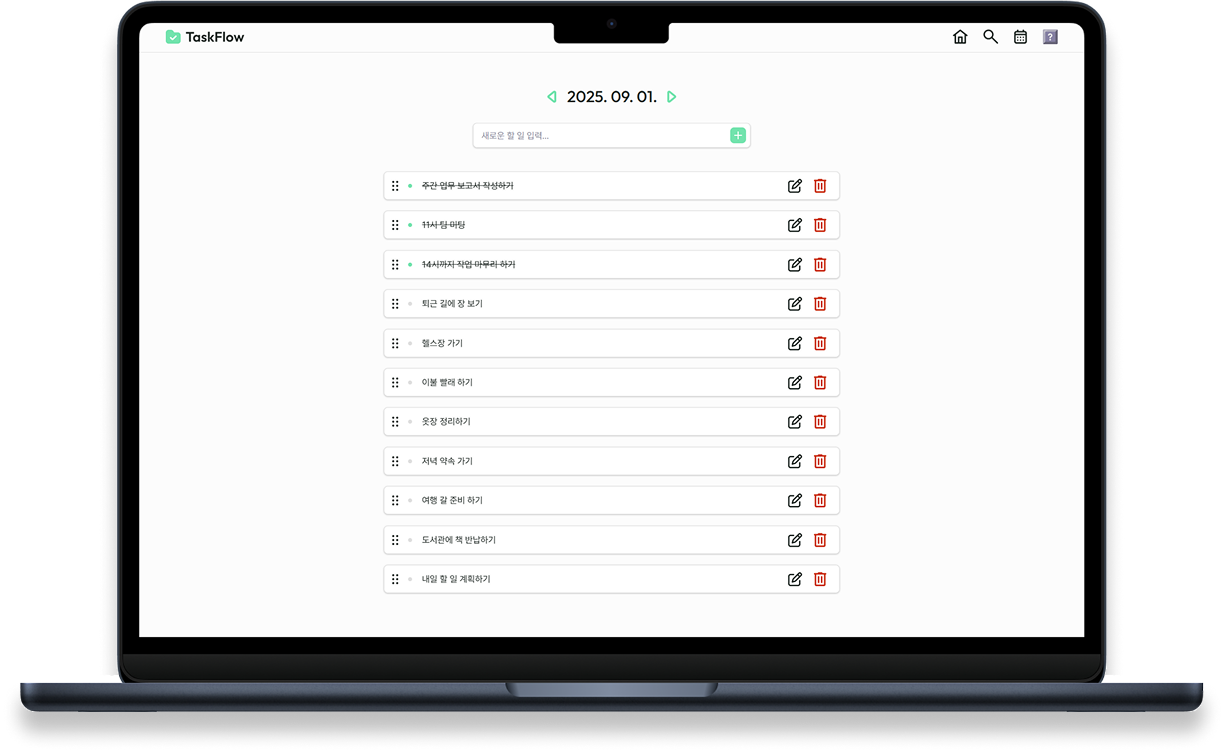 TaskFlow
?
2025. 09. 01.
새로운 할 일 입력...
주간 업무 보고서 작성하기
11시 팀 미팅
14시까지 작업 마무리 하기
퇴근 길에 장 보기
헬스장 가기
이불 빨래 하기
옷장 정리하기
저녁 약속 가기
여행 갈 준비 하기
도서관에 책 반납하기
내일 할 일 계획하기